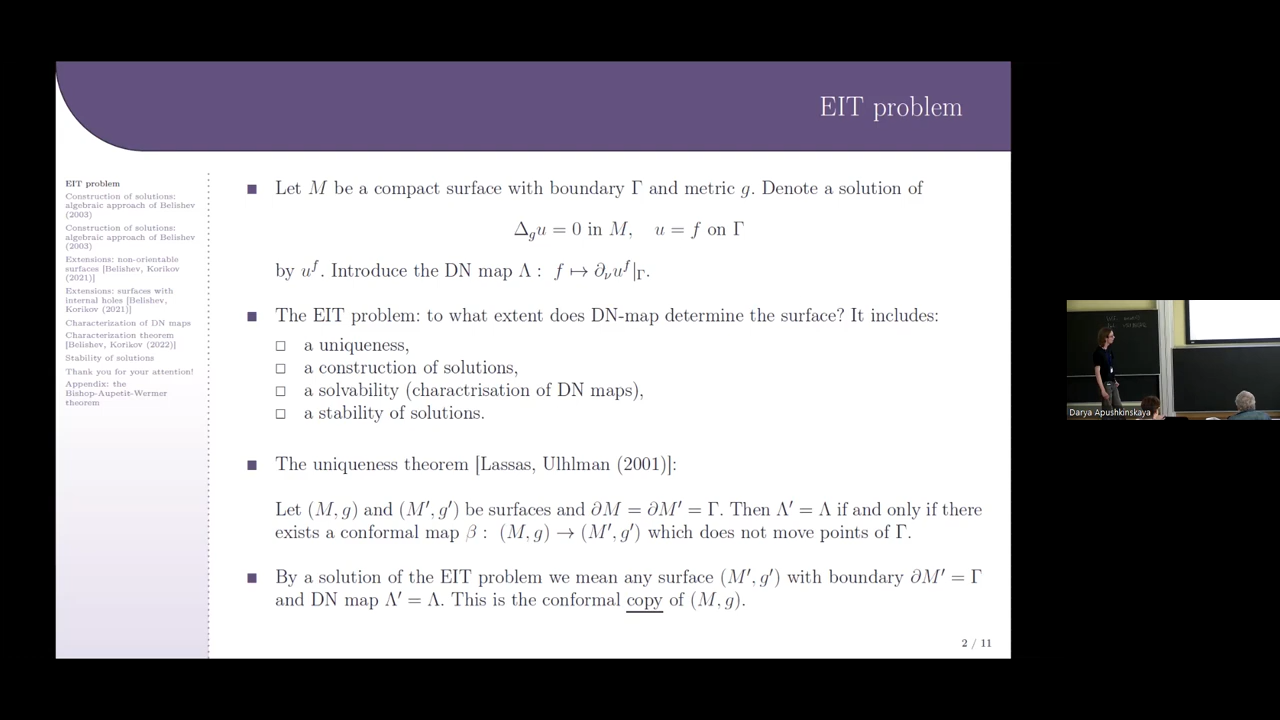 EIT problem
EIT problem
Construction of solutions:
algebraic approach of Belishev
(2003)
Construction of solutions:
algebraic approach of Belishev
(2003)
Extensions: non-orientable
surfaces [Belishev, Korikov
(2021)]
Extensions: surfaces with
internal holes [Belishev,
Korikov (2021)]
Characterization of DN maps
Characterization theorem
[Belishev, Korikov (2022)]
Stability of solutions
Thank you for your attention!
Appendix: the
Bishop-Aupetit-Wermer
theorem
■ Let M be a compact surface with boundary Γ and metric g. Denote a solution of
Δ_g u = 0 in M, u = f on Γ
by u^f. Introduce the DN map Λ : f ↦ ∂_ν u^f|_Γ.
■ The EIT problem: to what extent does DN-map determine the surface? It includes:
□ a uniqueness,
□ a construction of solutions,
□ a solvability (charactrisation of DN maps),
□ a stability of solutions.
■ The uniqueness theorem [Lassas, Ulhlman (2001)]:
Let (M, g) and (M′, g′) be surfaces and ∂M = ∂M′ = Γ. Then Λ′ = Λ if and only if there
exists a conformal map β : (M, g) → (M′, g′) which does not move points of Γ.
■ By a solution of the EIT problem we mean any surface (M′, g′) with boundary ∂M′ = Γ
and DN map Λ′ = Λ. This is the conformal copy of (M, g).
2 / 11
Darya Apushkinskaya